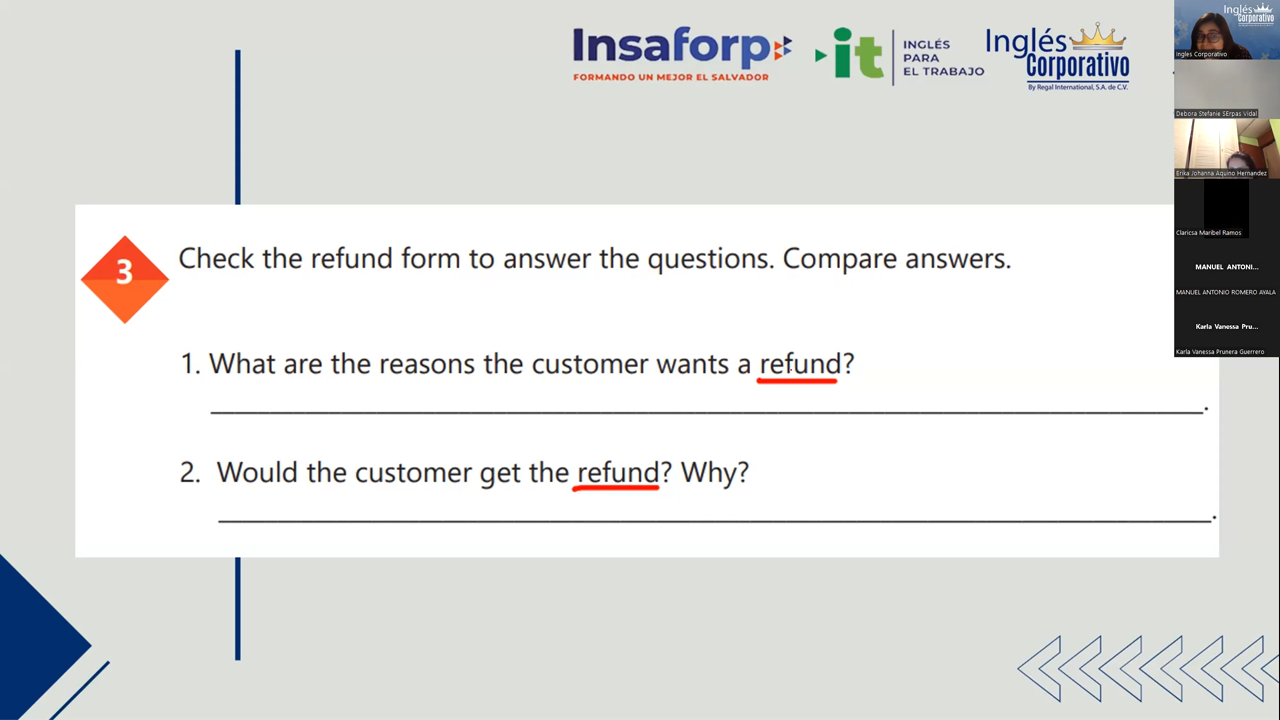 Insaforp
FORMANDO UN MEJOR EL SALVADOR
it
INGLÉS
PARA
EL TRABAJO
Inglés
Corporativo
By Regal International, S.A. de C.V.
3
Check the refund form to answer the questions. Compare answers.
1. What are the reasons the customer wants a refund?
2. Would the customer get the refund? Why?
Inglés
Corporativo
Ingles Corporativo
Debora Stefanie SErpas Vidal
Erika Johanna Aquino Hernandez
Claricsa Maribel Ramos
MANUEL ANTONI...
MANUEL ANTONIO ROMERO AYALA
Karla Vanessa Pru...
Karla Vanessa Prunera Guerrero